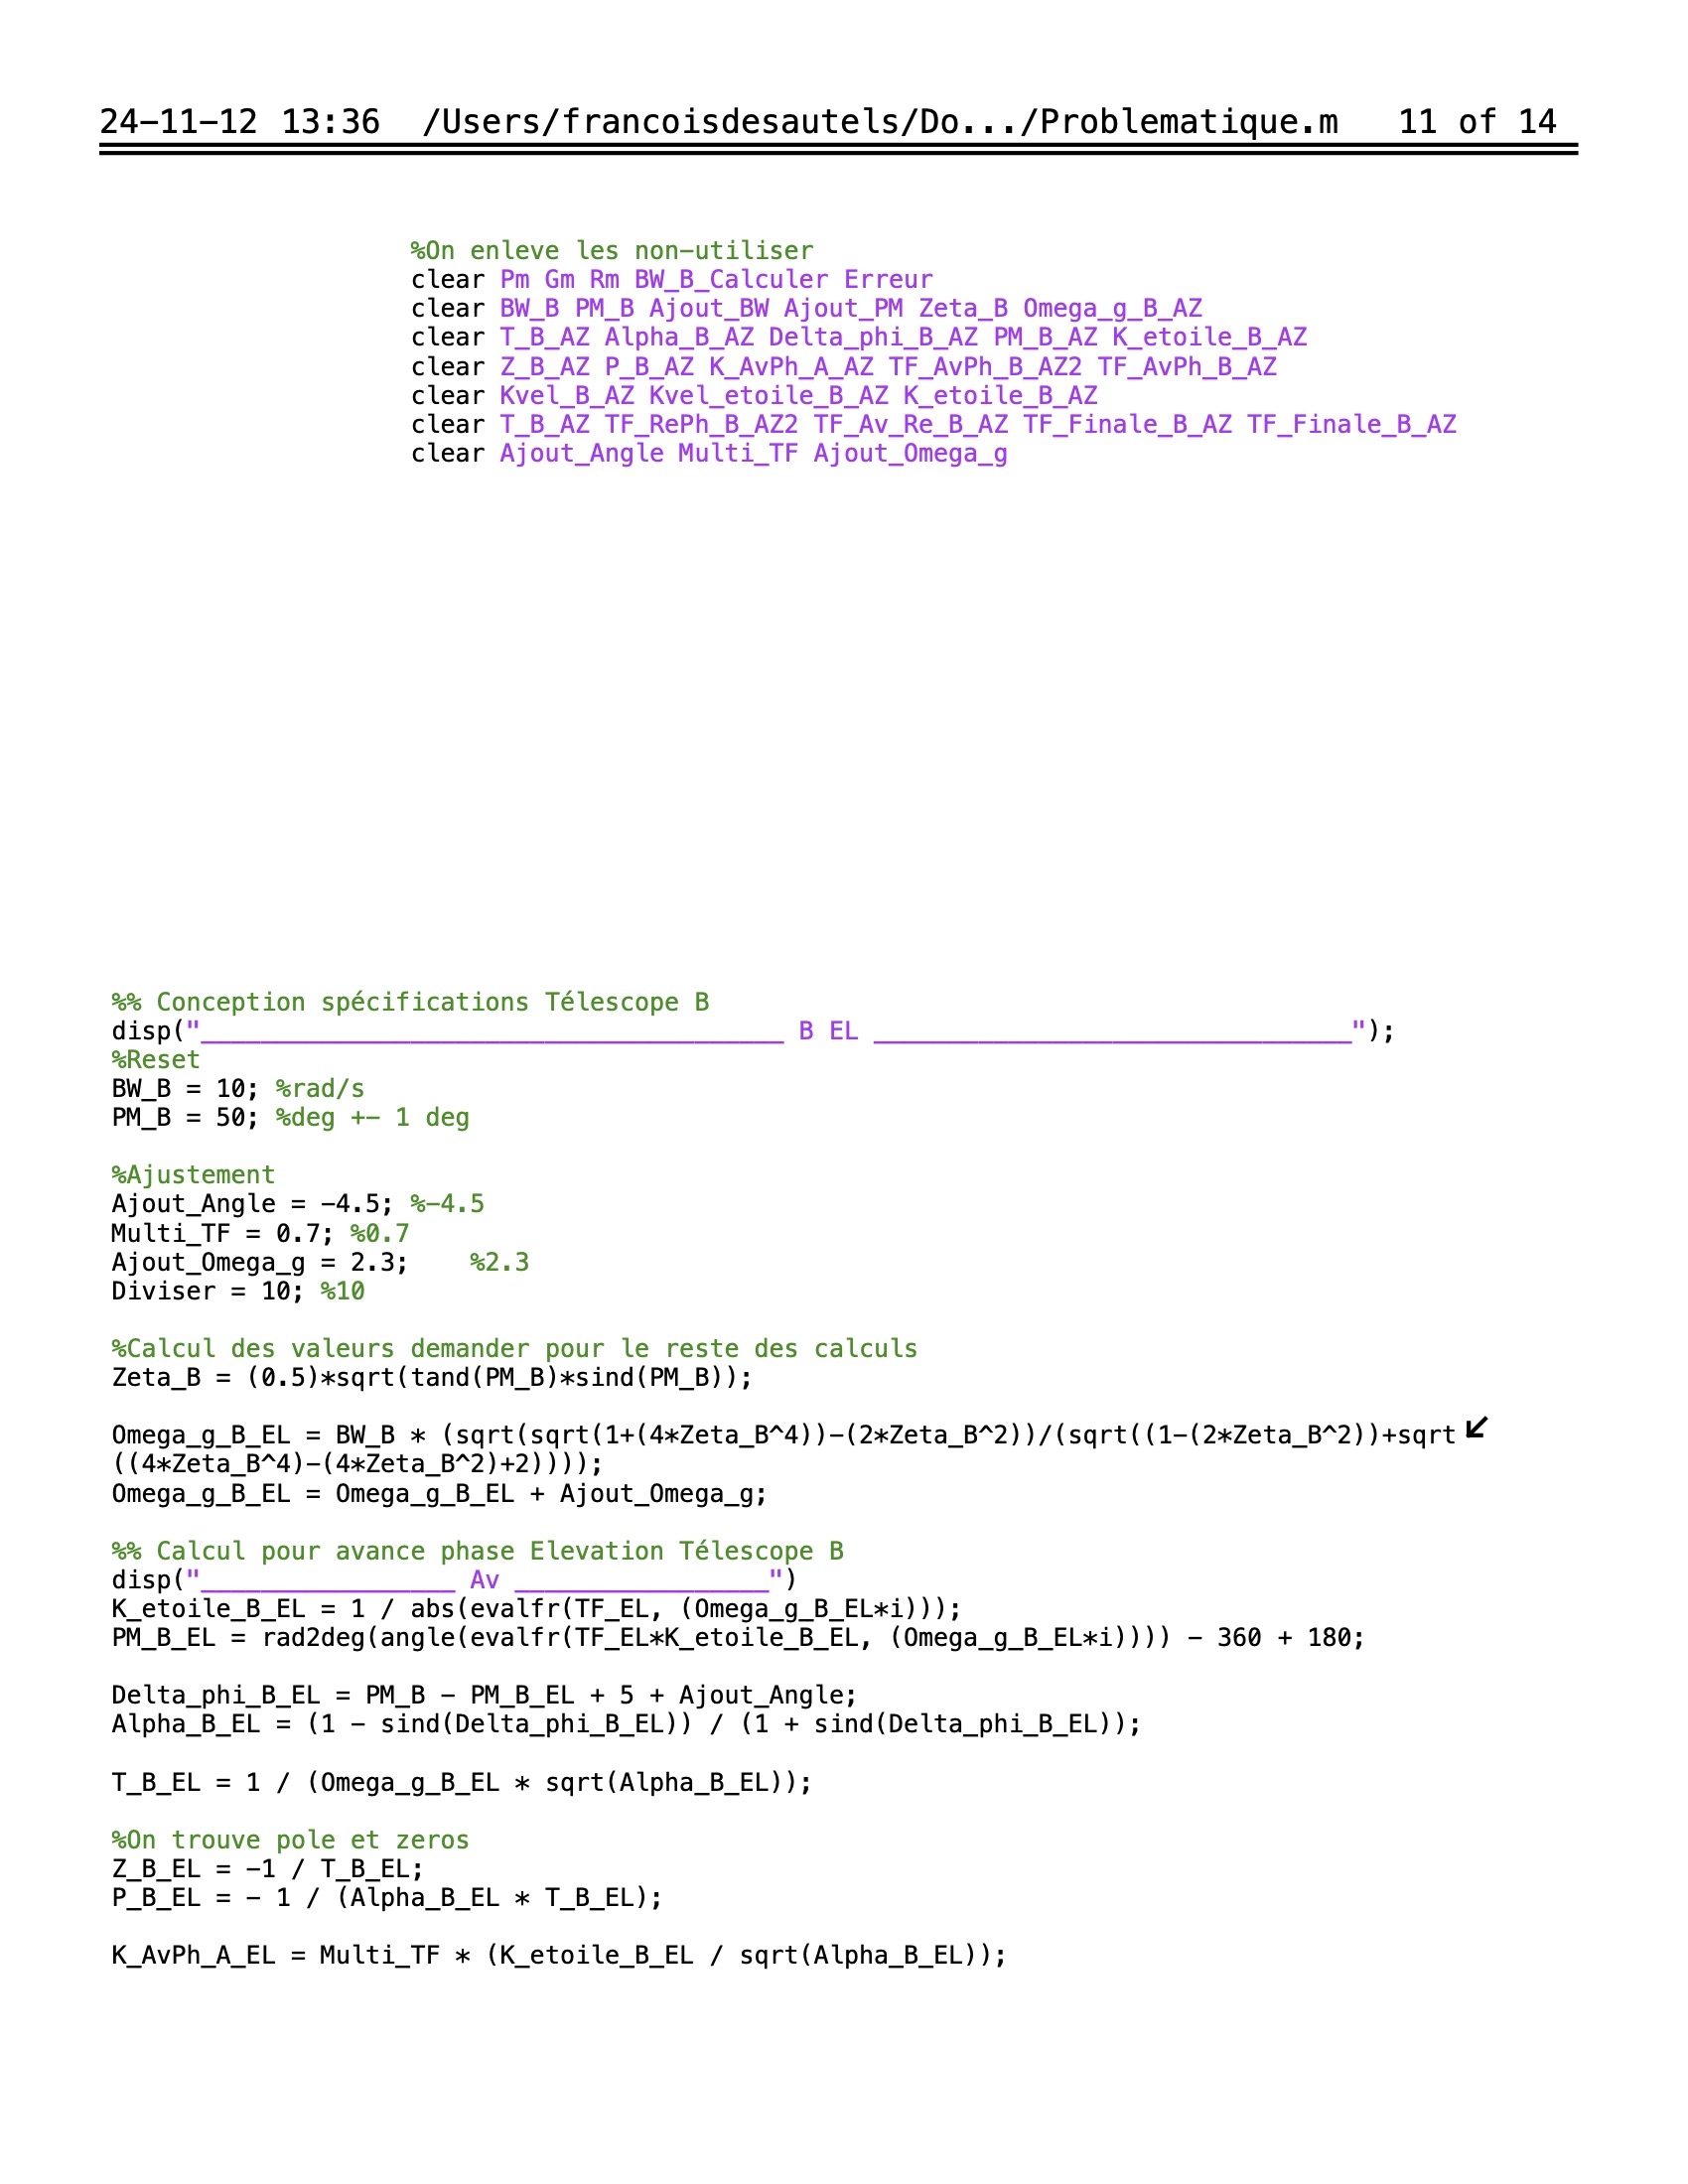 24-11-12 13:36  /Users/francoisdesautels/Do.../Problematique.m   11 of 14
%On enleve les non-utiliser
clear Pm Gm Rm BW_B_Calculer Erreur
clear BW_B PM_B Ajout_BW Ajout_PM Zeta_B Omega_g_B_AZ
clear T_B_AZ Alpha_B_AZ Delta_phi_B_AZ PM_B_AZ K_etoile_B_AZ
clear Z_B_AZ P_B_AZ K_AvPh_A_AZ TF_AvPh_B_AZ2 TF_AvPh_B_AZ
clear Kvel_B_AZ Kvel_etoile_B_AZ K_etoile_B_AZ
clear T_B_AZ TF_RePh_B_AZ2 TF_Av_Re_B_AZ TF_Finale_B_AZ TF_Finale_B_AZ
clear Ajout_Angle Multi_TF Ajout_Omega_g
%% Conception spécifications Télescope B
disp("_______________________________________ B EL ________________________________");
%Reset
BW_B = 10; %rad/s
PM_B = 50; %deg +- 1 deg
%Ajustement
Ajout_Angle = -4.5; %-4.5
Multi_TF = 0.7; %0.7
Ajout_Omega_g = 2.3;    %2.3
Diviser = 10; %10
%Calcul des valeurs demander pour le reste des calculs
Zeta_B = (0.5)*sqrt(tand(PM_B)*sind(PM_B));
Omega_g_B_EL = BW_B * (sqrt(sqrt(1+(4*Zeta_B^4))-(2*Zeta_B^2))/(sqrt((1-(2*Zeta_B^2))+sqrt↙
((4*Zeta_B^4)-(4*Zeta_B^2)+2))));
Omega_g_B_EL = Omega_g_B_EL + Ajout_Omega_g;
%% Calcul pour avance phase Elevation Télescope B
disp("_________________ Av _________________")
K_etoile_B_EL = 1 / abs(evalfr(TF_EL, (Omega_g_B_EL*i)));
PM_B_EL = rad2deg(angle(evalfr(TF_EL*K_etoile_B_EL, (Omega_g_B_EL*i)))) - 360 + 180;
Delta_phi_B_EL = PM_B - PM_B_EL + 5 + Ajout_Angle;
Alpha_B_EL = (1 - sind(Delta_phi_B_EL)) / (1 + sind(Delta_phi_B_EL));
T_B_EL = 1 / (Omega_g_B_EL * sqrt(Alpha_B_EL));
%On trouve pole et zeros
Z_B_EL = -1 / T_B_EL;
P_B_EL = - 1 / (Alpha_B_EL * T_B_EL);
K_AvPh_A_EL = Multi_TF * (K_etoile_B_EL / sqrt(Alpha_B_EL));